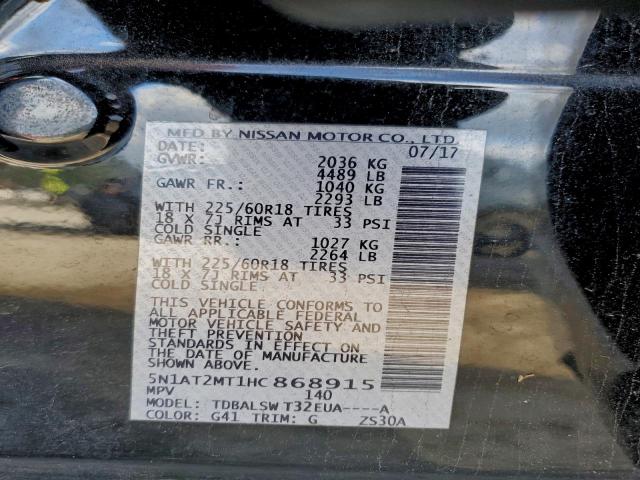 MFD BY NISSAN MOTOR CO., LTD.
DATE: 07/17
GVWR: 2036 KG
4489 LB
GAWR FR.: 1040 KG
2293 LB
WITH 225/60R18 TIRES
18 X 7J RIMS AT 33 PSI
COLD SINGLE
GAWR RR.: 1027 KG
2264 LB
WITH 225/60R18 TIRES
18 X 7J RIMS AT 33 PSI
COLD SINGLE
THIS VEHICLE CONFORMS TO
ALL APPLICABLE FEDERAL
MOTOR VEHICLE SAFETY AND
THEFT PREVENTION
STANDARDS IN EFFECT ON
THE DATE OF MANUFACTURE
SHOWN ABOVE.
5N1AT2MT1HC868915
MPV 140
MODEL: TDBALSW T32EUA----A
COLOR: G41 TRIM: G ZS30A